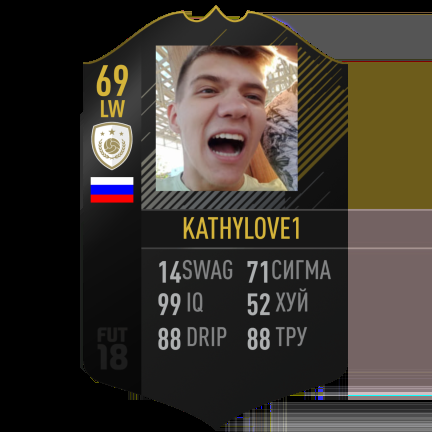 69
LW
KATHYLOVE1
14 SWAG 71 СИГМА
99 IQ 52 ХУЙ
88 DRIP 88 ТРУ
FUT
18